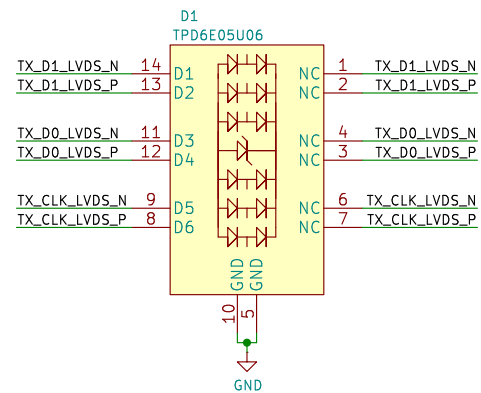 D1
TPD6E05U06
TX_D1_LVDS_N 14 D1 NC 1 TX_D1_LVDS_N
TX_D1_LVDS_P 13 D2 NC 2 TX_D1_LVDS_P
TX_D0_LVDS_N 11 D3 NC 4 TX_D0_LVDS_N
TX_D0_LVDS_P 12 D4 NC 3 TX_D0_LVDS_P
TX_CLK_LVDS_N 9 D5 NC 6 TX_CLK_LVDS_N
TX_CLK_LVDS_P 8 D6 NC 7 TX_CLK_LVDS_P
GND GND
10 5
GND